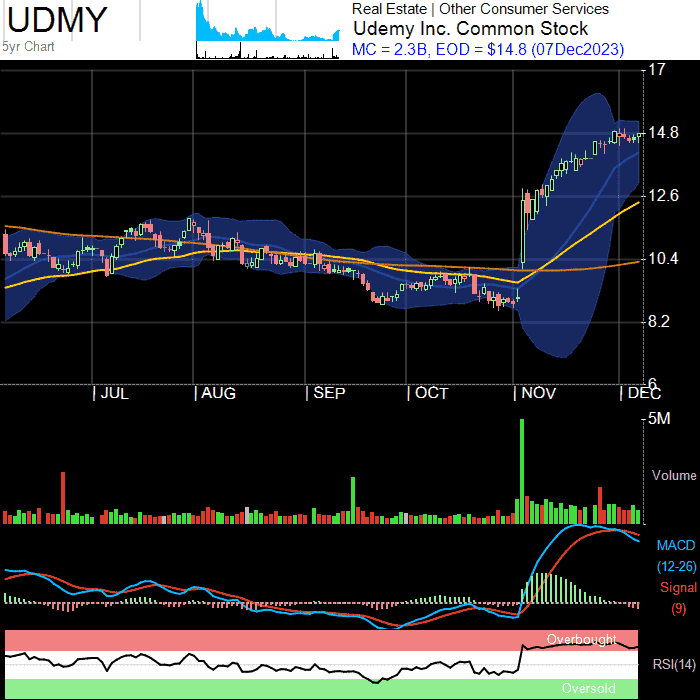 UDMY
5yr Chart
Real Estate | Other Consumer Services
Udemy Inc. Common Stock
MC = 2.3B, EOD = $14.8 (07Dec2023)
17
14.8
12.6
10.4
8.2
6
| JUL | AUG | SEP | OCT | NOV | DEC
5M
Volume
MACD
(12-26)
Signal
(9)
Overbought
RSI(14)
Oversold